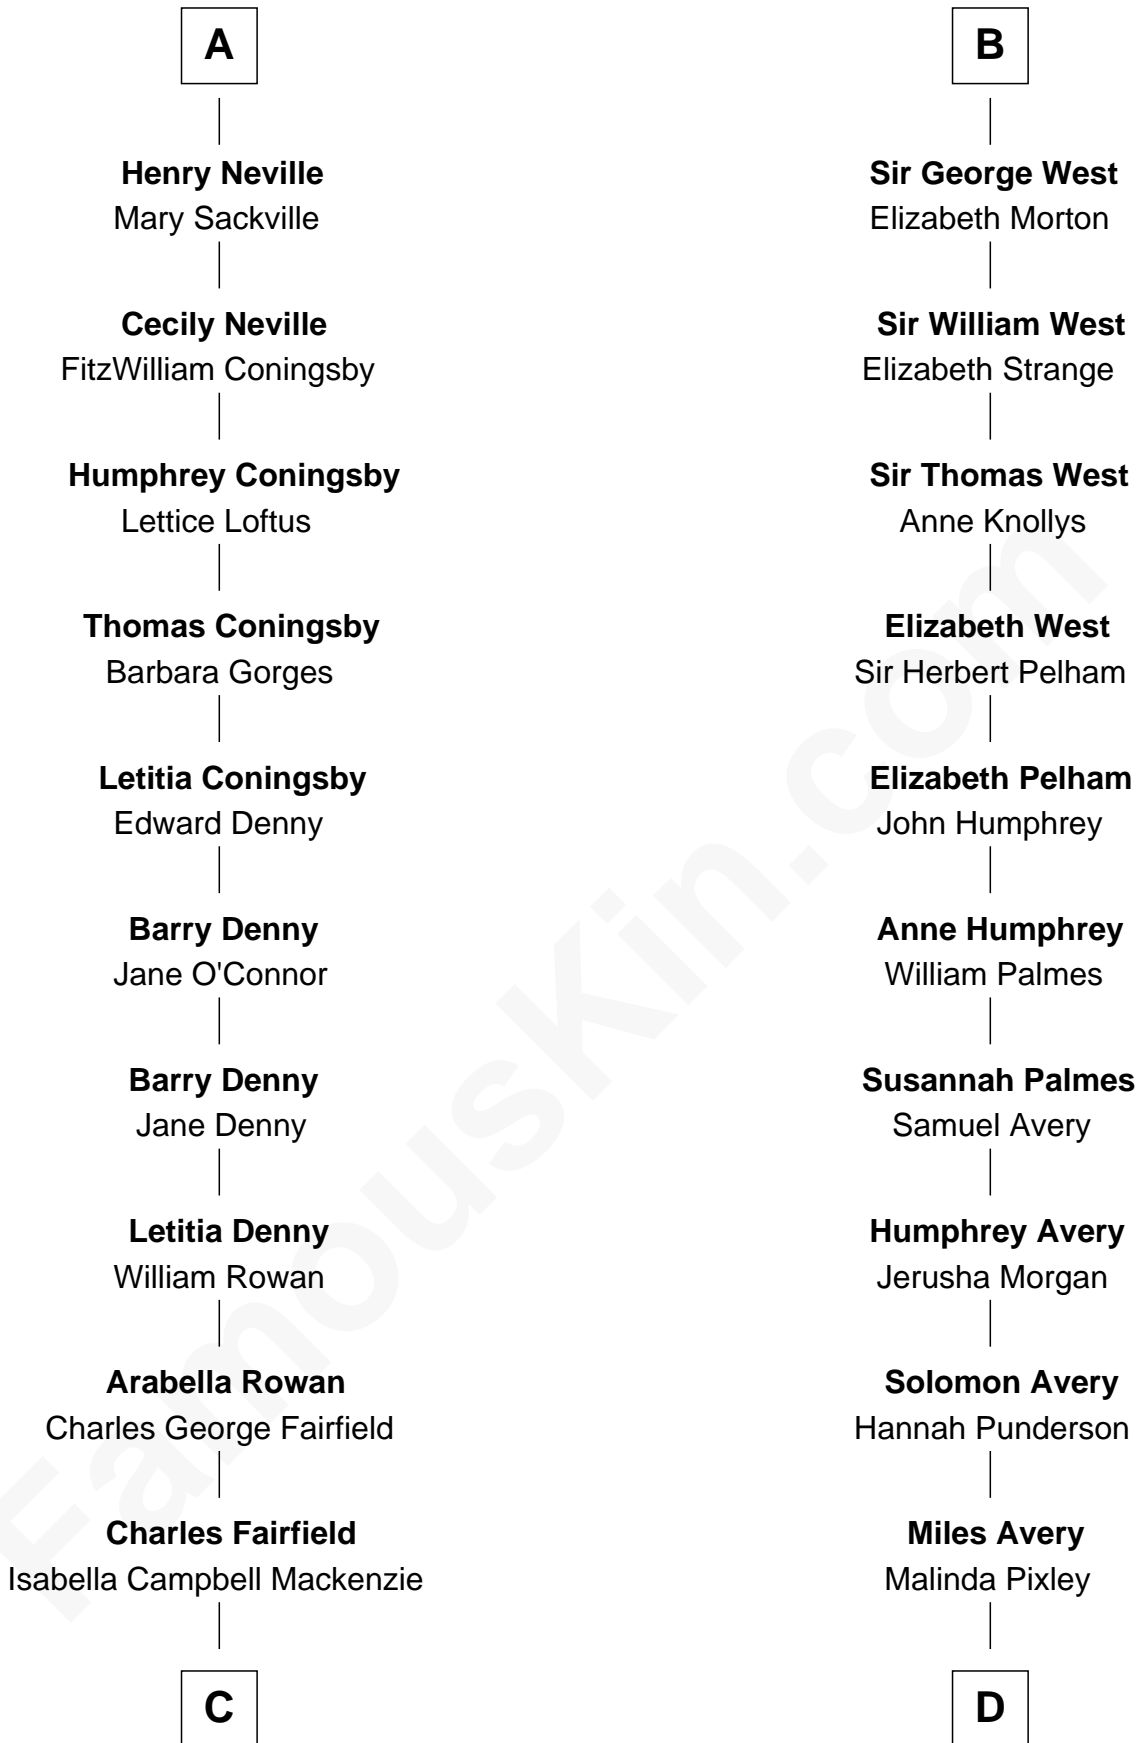 A
Henry Neville
Mary Sackville
Cecily Neville
FitzWilliam Coningsby
Humphrey Coningsby
Lettice Loftus
Thomas Coningsby
Barbara Gorges
Letitia Coningsby
Edward Denny
Barry Denny
Jane O'Connor
Barry Denny
Jane Denny
Letitia Denny
William Rowan
Arabella Rowan
Charles George Fairfield
Charles Fairfield
Isabella Campbell Mackenzie
C
B
Sir George West
Elizabeth Morton
Sir William West
Elizabeth Strange
Sir Thomas West
Anne Knollys
Elizabeth West
Sir Herbert Pelham
Elizabeth Pelham
John Humphrey
Anne Humphrey
William Palmes
Susannah Palmes
Samuel Avery
Humphrey Avery
Jerusha Morgan
Solomon Avery
Hannah Punderson
Miles Avery
Malinda Pixley
D
FamousKin.com